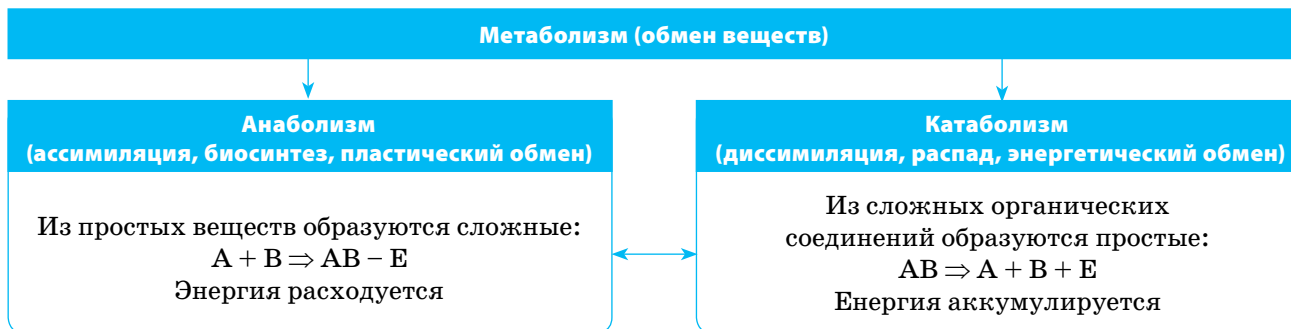 Метаболизм (обмен веществ)
Анаболизм
(ассимиляция, биосинтез, пластический обмен)
Из простых веществ образуются сложные:
A + B ⇒ AB – E
Энергия расходуется
Катаболизм
(диссимиляция, распад, энергетический обмен)
Из сложных органических
соединений образуются простые:
AB ⇒ A + B + E
Енергия аккумулируется